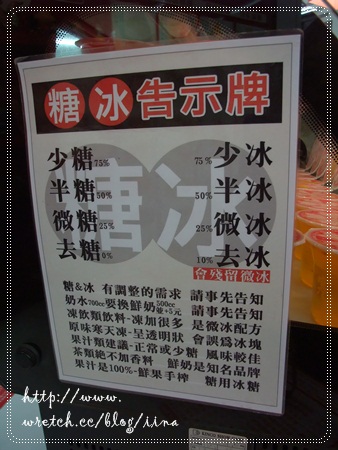 糖冰告示牌
少糖75% 75%少冰
半糖50% 50%半冰
微糖25% 25%微冰
去糖0% 10%去冰
會殘留微冰
糖&冰 有調整的需求 請事先告知
奶水700cc要換鮮奶500cc 請事先告知
凍飲類飲料-凍加很多 是微冰配方
原味寒天凍-呈透明狀 會誤為冰塊
果汁類建議-正常或少糖 風味較佳
茶類絶不加香料 鮮奶是知名品牌
果汁是100%-鮮果手榨 糖用冰糖
http://www.
wretch.cc/blog/iina